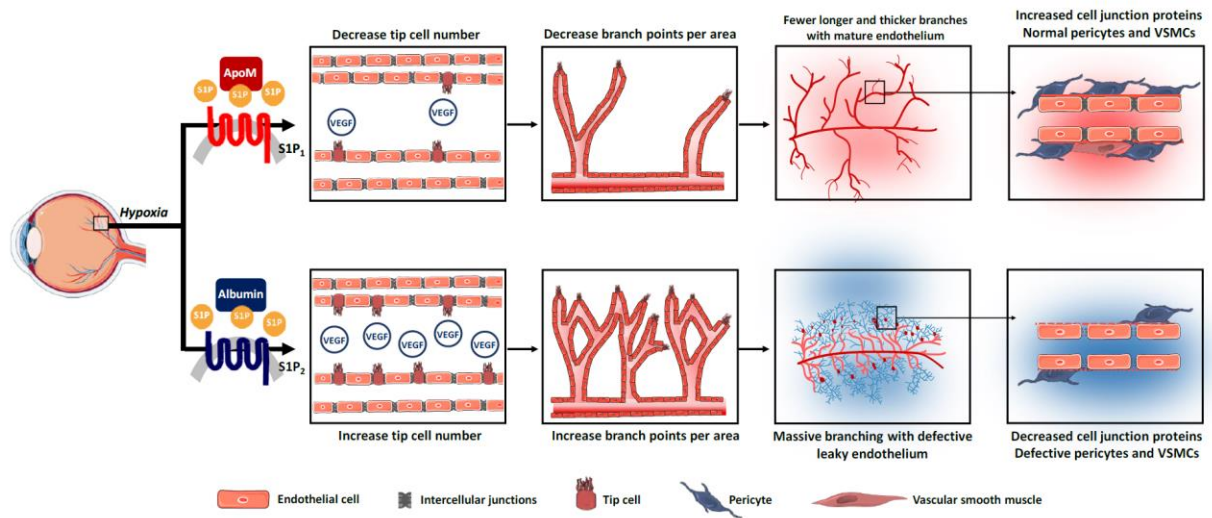 Decrease tip cell number
Decrease branch points per area
Fewer longer and thicker branches
with mature endothelium
Increased cell junction proteins
Normal pericytes and VSMCs
ApoM
S1P
S1P
S1P
S1P₁
VEGF
VEGF
Hypoxia
Albumin
S1P
S1P
S1P
S1P₂
VEGF
VEGF
VEGF
VEGF
VEGF
Increase tip cell number
Increase branch points per area
Massive branching with defective
leaky endothelium
Decreased cell junction proteins
Defective pericytes and VSMCs
Endothelial cell
Intercellular junctions
Tip cell
Pericyte
Vascular smooth muscle